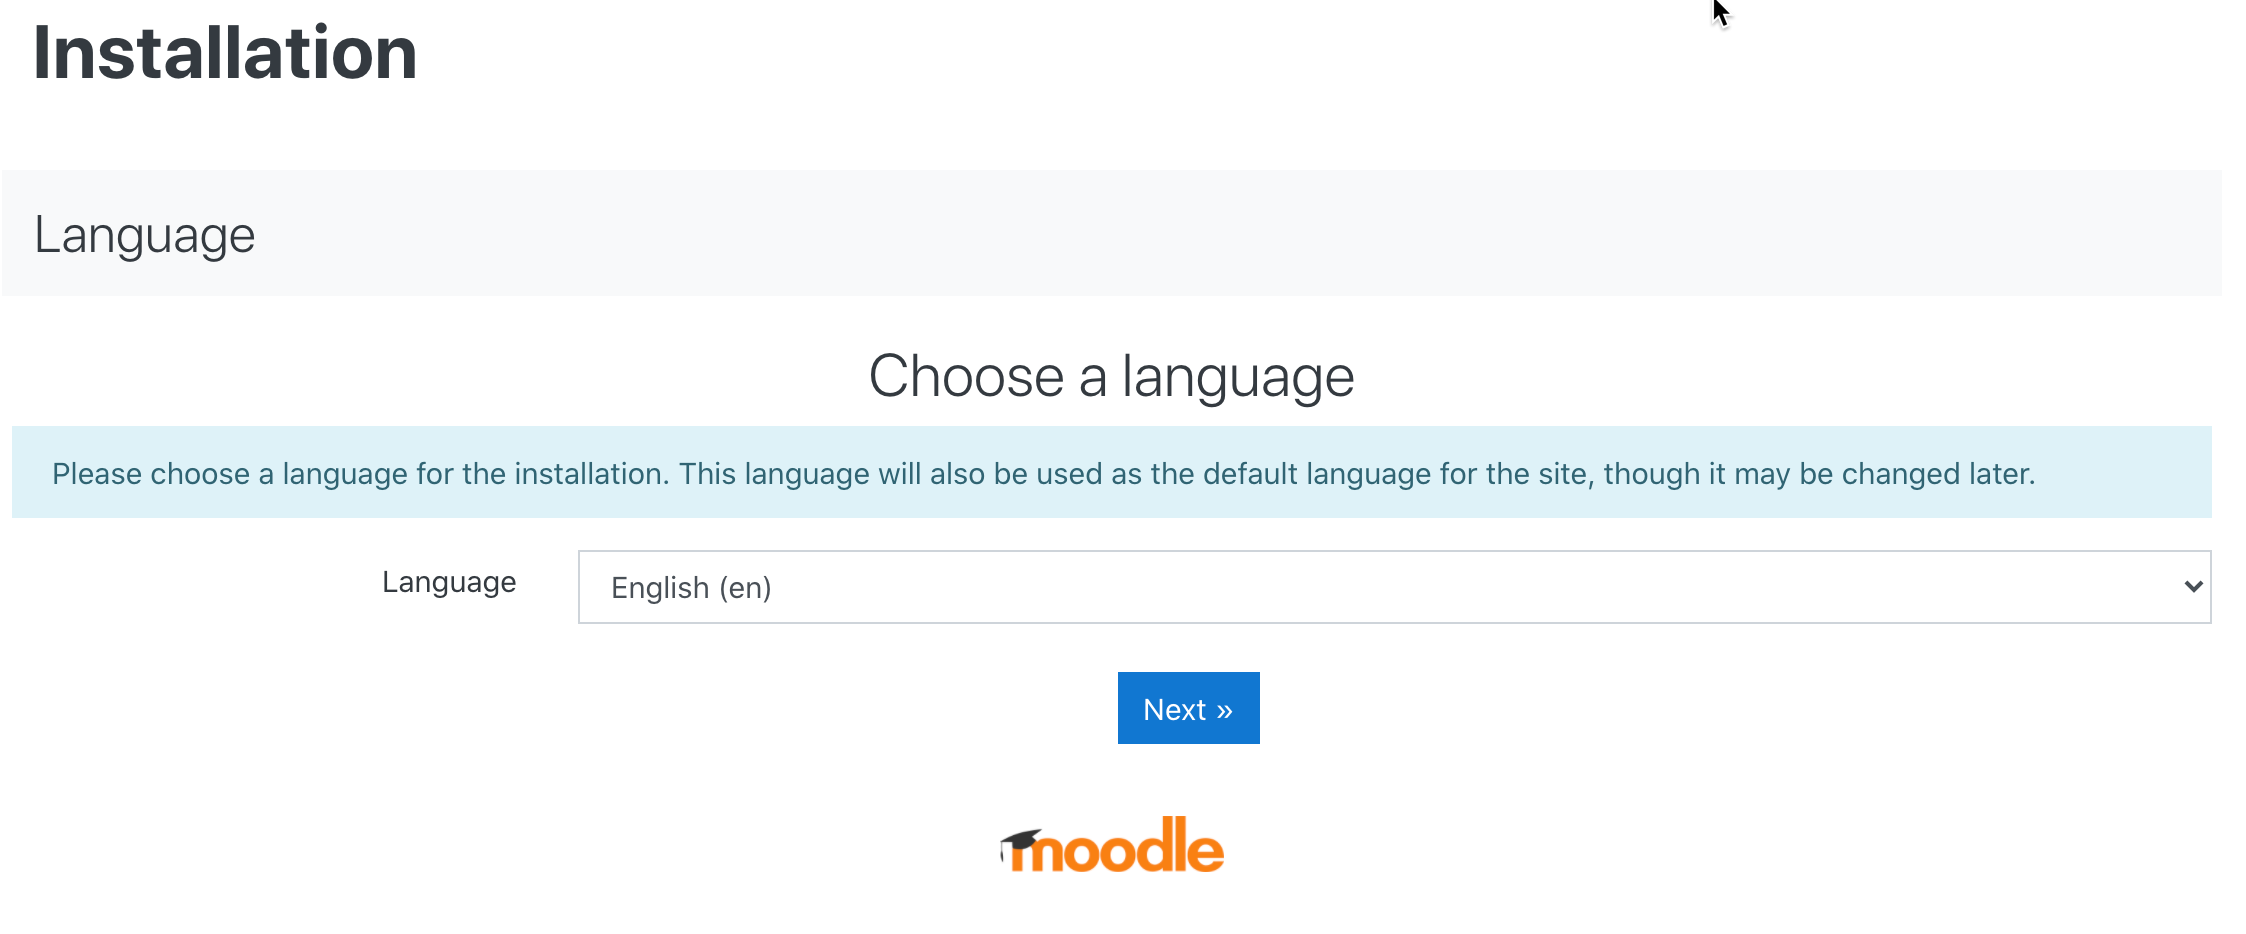 Installation
Language
Choose a language
Please choose a language for the installation. This language will also be used as the default language for the site, though it may be changed later.
Language
English (en)
Next »
moodle